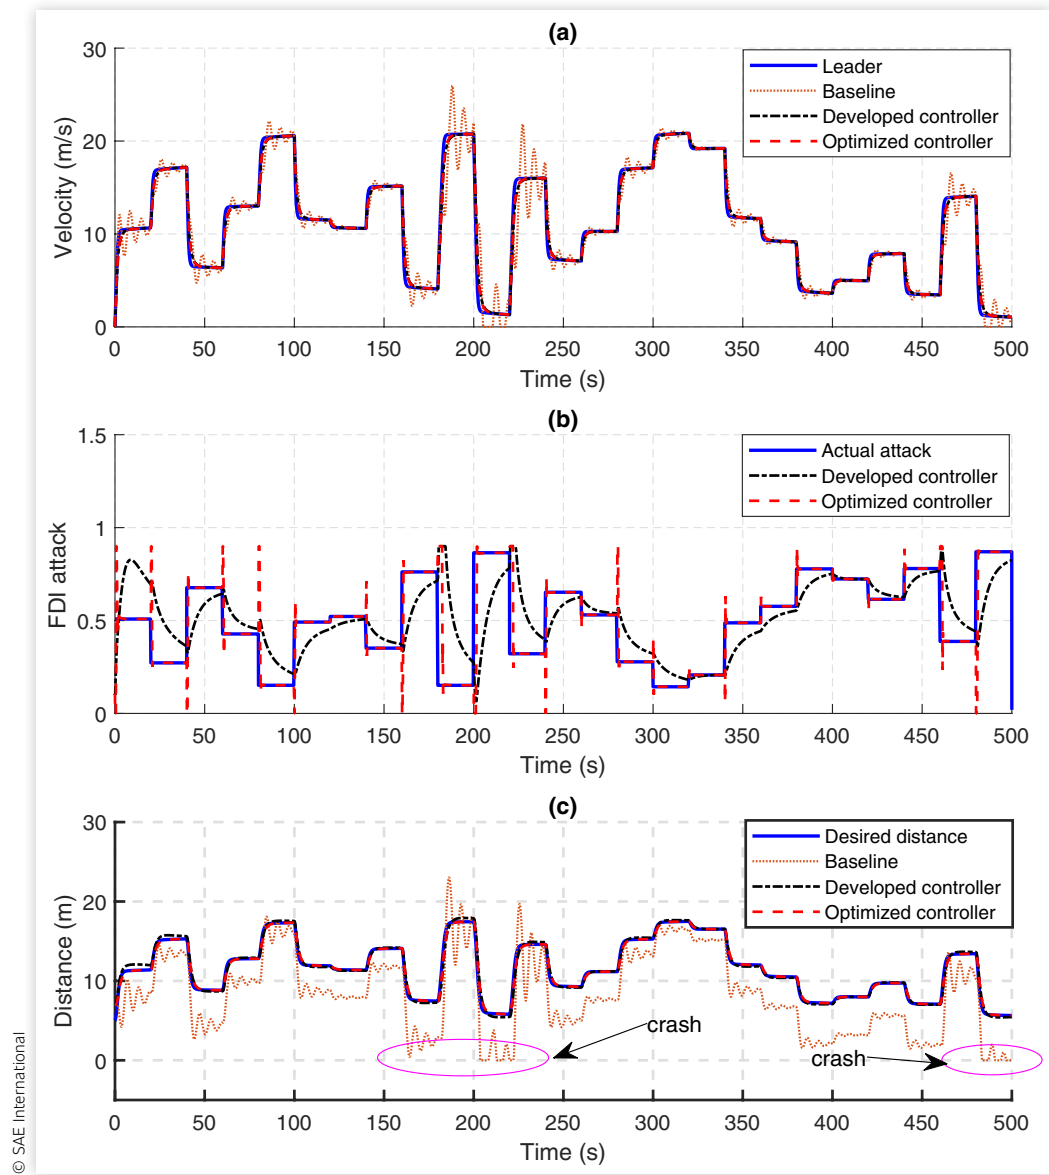 (a)
30
20
10
0
Velocity (m/s)
Leader
Baseline
Developed controller
Optimized controller
0 50 100 150 200 250 300 350 400 450 500
Time (s)
(b)
1.5
1
0.5
0
FDI attack
Actual attack
Developed controller
Optimized controller
0 50 100 150 200 250 300 350 400 450 500
Time (s)
(c)
30
20
10
0
Distance (m)
Desired distance
Baseline
Developed controller
Optimized controller
crash
crash
0 50 100 150 200 250 300 350 400 450 500
Time (s)
© SAE International